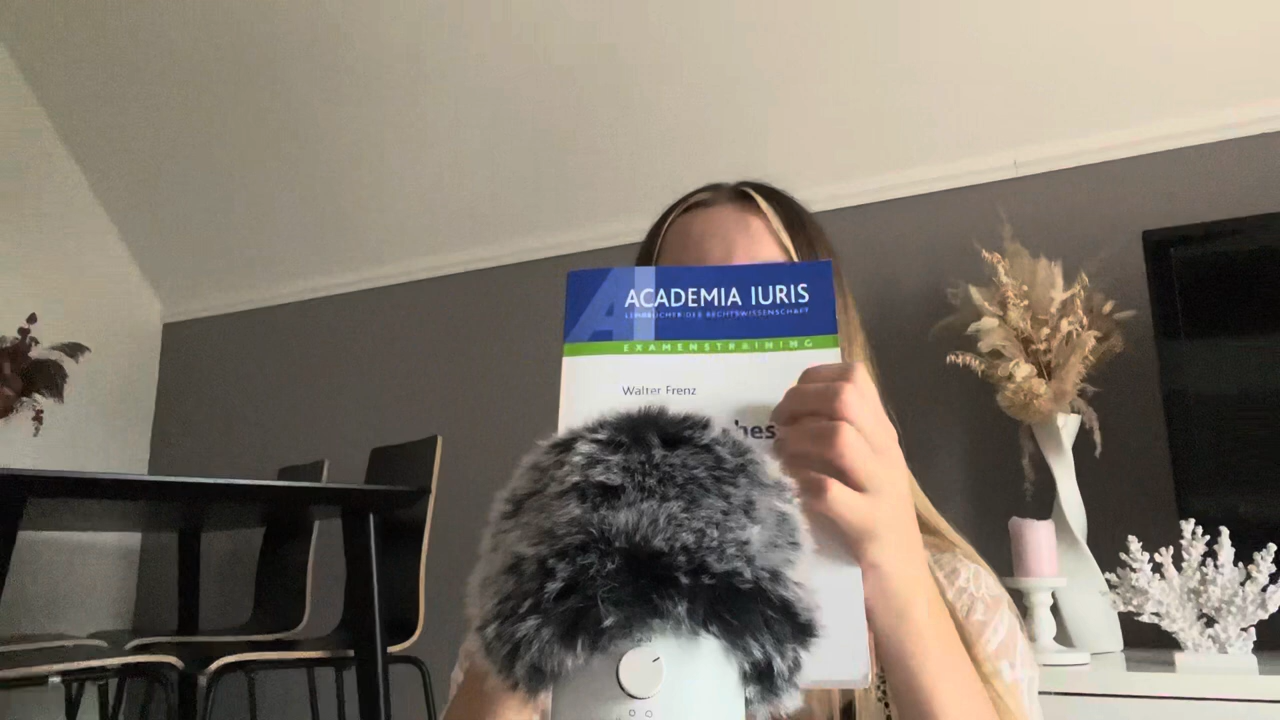 ACADEMIA IURIS
LEHRBÜCHER DER RECHTSWISSENSCHAFT
EXAMENSTRAINING
Walter Frenz